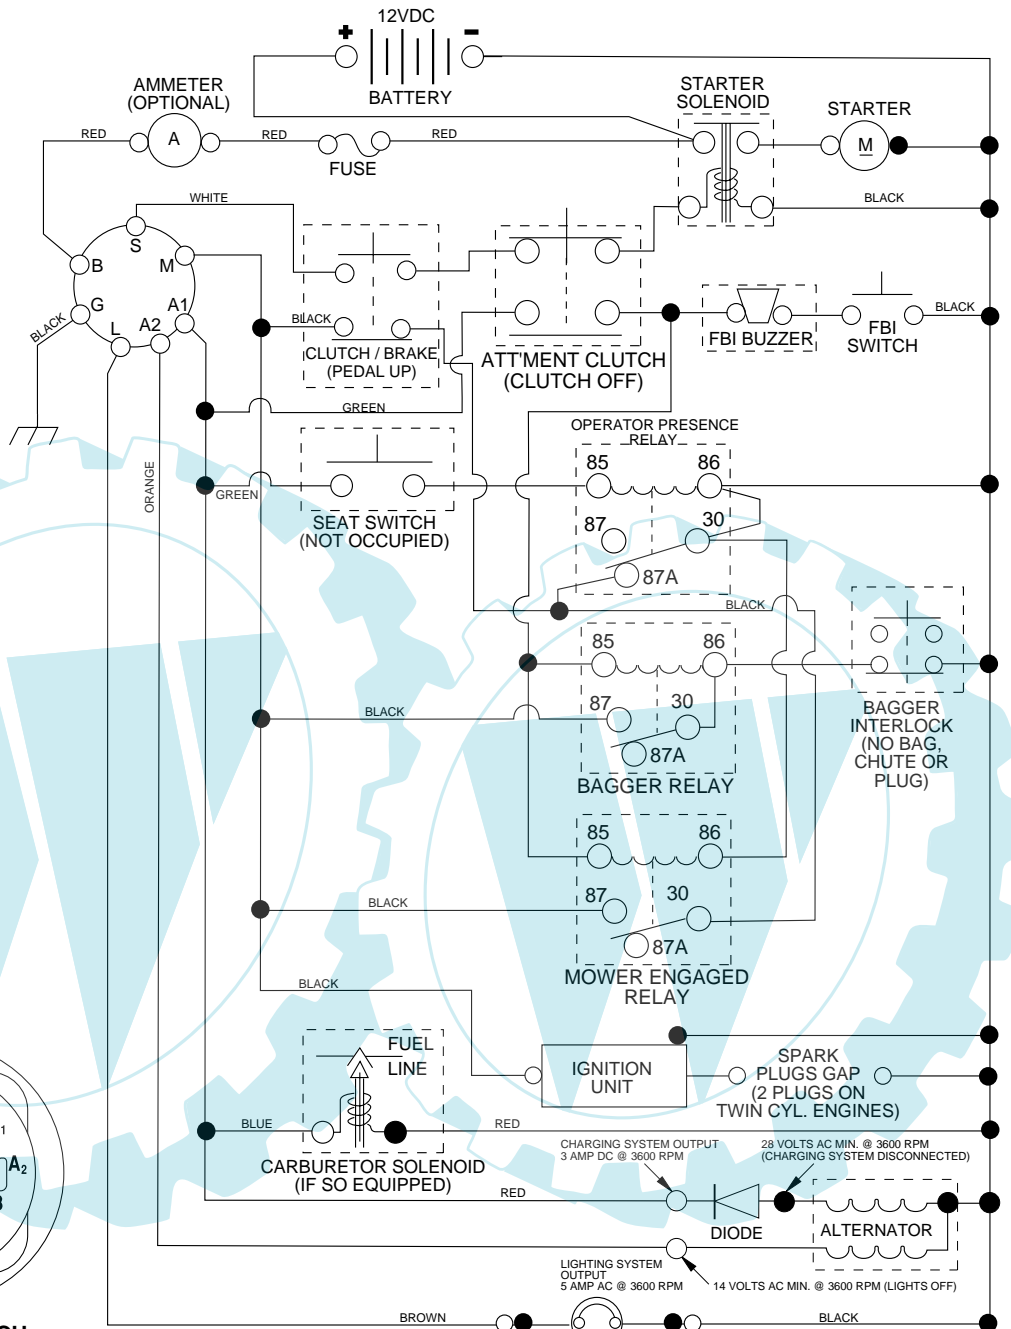 12VDC
+
-
BATTERY
AMMETER
(OPTIONAL)
STARTER
SOLENOID
STARTER
RED
A
RED
FUSE
RED
M
WHITE
BLACK
S
B
M
G
A1
L
A2
BLACK
BLACK
CLUTCH / BRAKE
(PEDAL UP)
ATT'MENT CLUTCH
(CLUTCH OFF)
FBI BUZZER
FBI
SWITCH
BLACK
GREEN
OPERATOR PRESENCE
RELAY
85
86
ORANGE
GREEN
SEAT SWITCH
(NOT OCCUPIED)
87
30
87A
BLACK
85
86
BLACK
87
30
87A
BAGGER RELAY
BAGGER
INTERLOCK
(NO BAG,
CHUTE OR
PLUG)
85
86
BLACK
87
30
87A
MOWER ENGAGED
RELAY
BLACK
FUEL
LINE
IGNITION
UNIT
SPARK
PLUGS GAP
(2 PLUGS ON
TWIN CYL. ENGINES)
BLUE
RED
CARBURETOR SOLENOID
(IF SO EQUIPPED)
CHARGING SYSTEM OUTPUT
3 AMP DC @ 3600 RPM
28 VOLTS AC MIN. @ 3600 RPM
(CHARGING SYSTEM DISCONNECTED)
RED
DIODE
ALTERNATOR
LIGHTING SYSTEM
OUTPUT
5 AMP AC @ 3600 RPM
14 VOLTS AC MIN. @ 3600 RPM (LIGHTS OFF)
BROWN
BLACK
1
A2